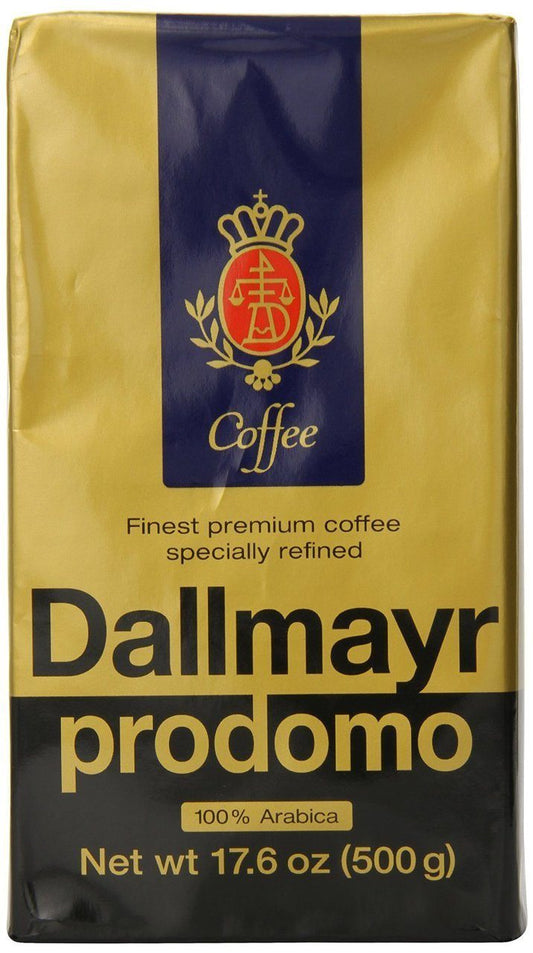 Coffee
Finest premium coffee
specially refined
Dallmayr
prodomo
100% Arabica
Net wt 17.6 oz (500 g)